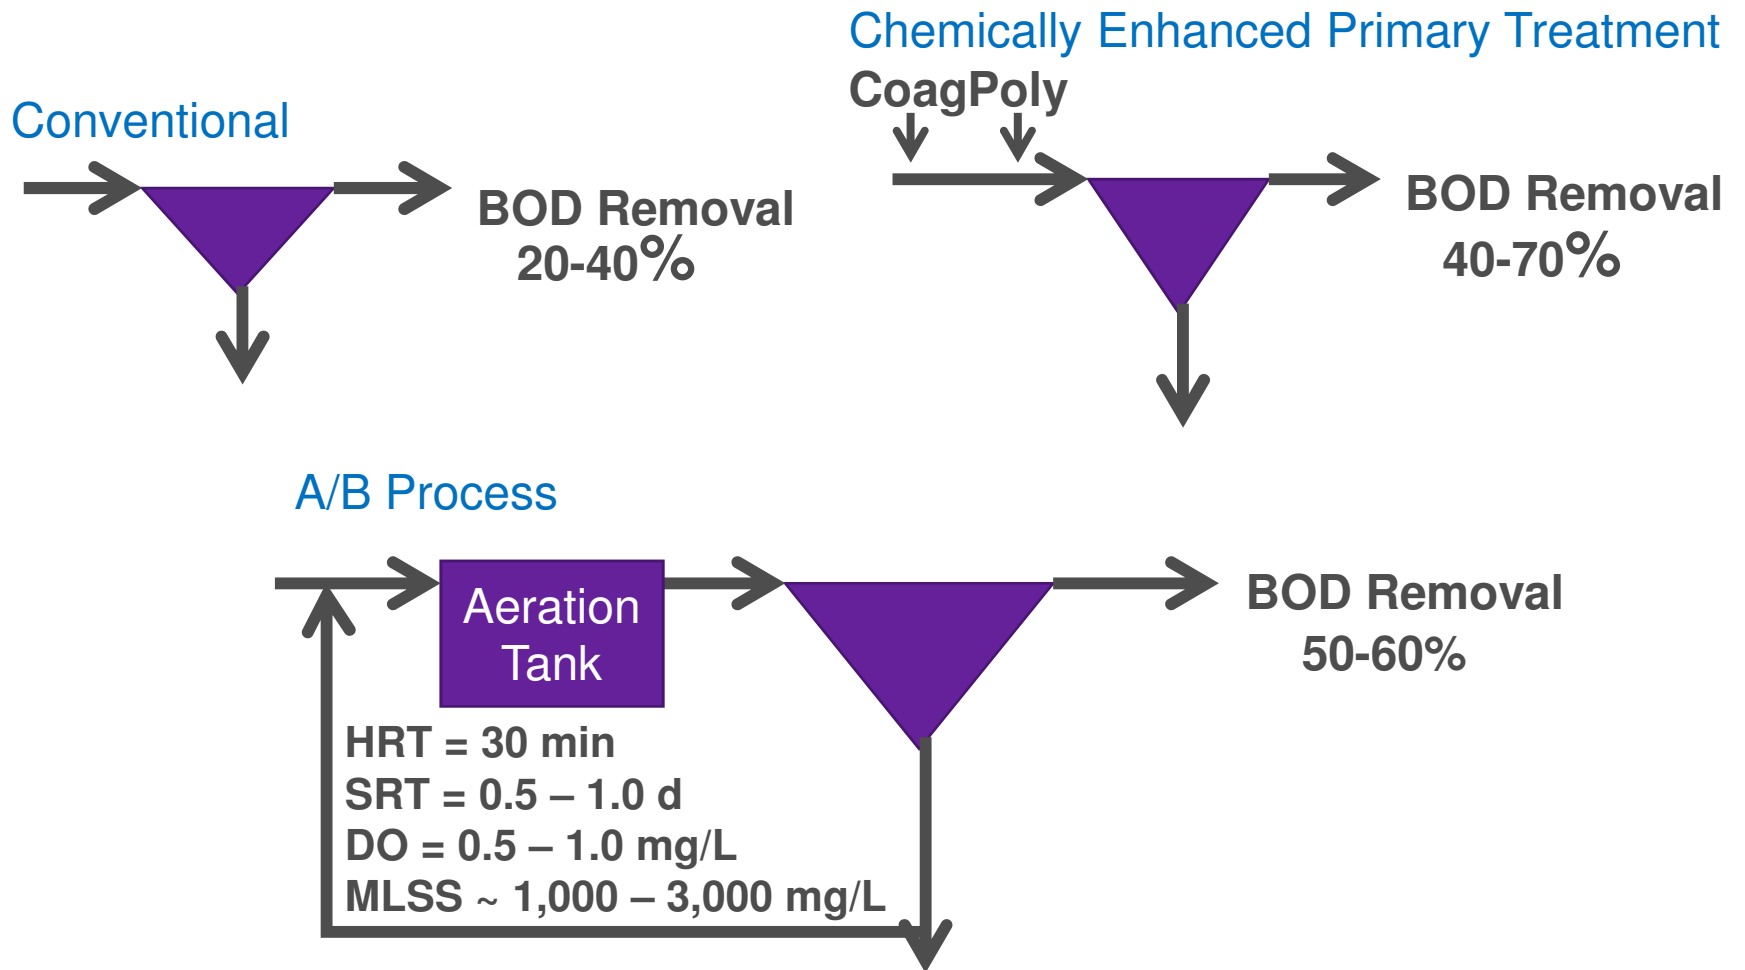 Chemically Enhanced Primary Treatment
CoagPoly
Conventional
BOD Removal
20-40%
BOD Removal
40-70%
A/B Process
Aeration
Tank
BOD Removal
50-60%
HRT = 30 min
SRT = 0.5 – 1.0 d
DO = 0.5 – 1.0 mg/L
MLSS ~ 1,000 – 3,000 mg/L